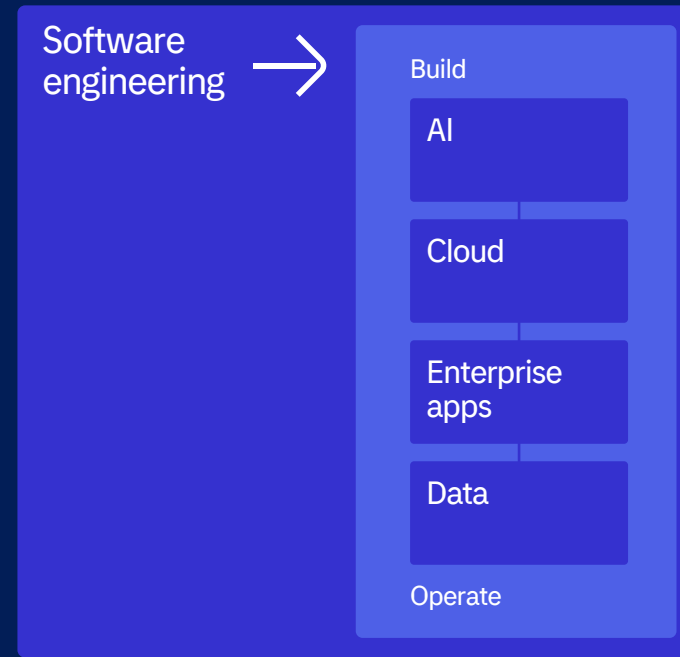 Software
engineering
Build
AI
Cloud
Enterprise
apps
Data
Operate